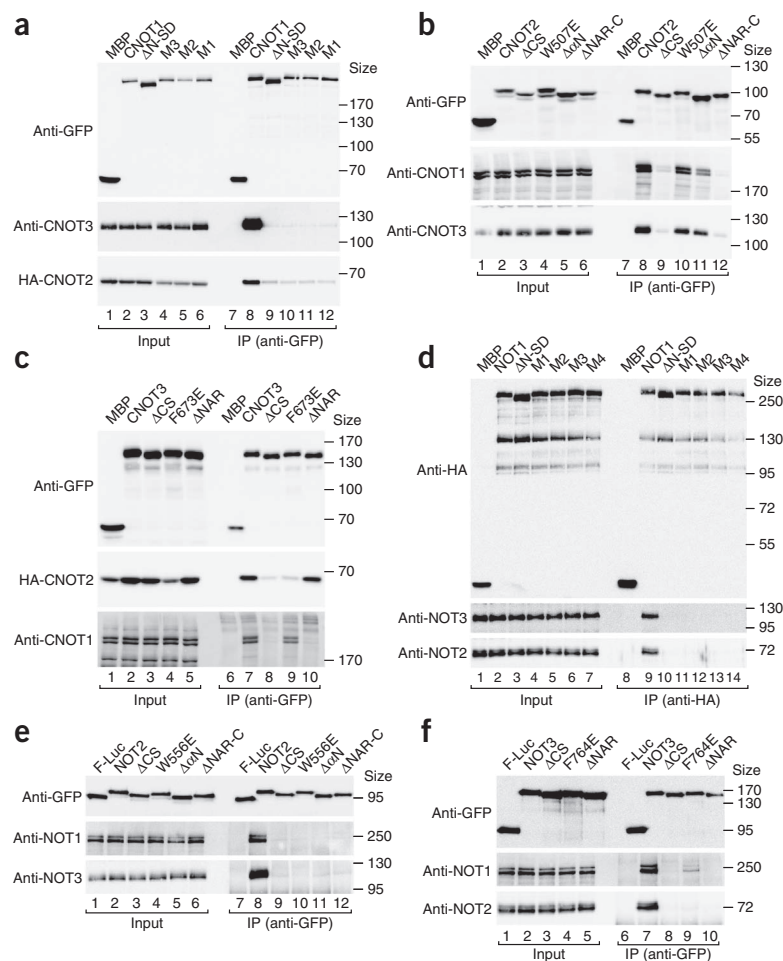 a
MBP CNOT1 ΔN-SD M3 M2 M1 MBP CNOT1 ΔN-SD M3 M2 M1
Size
Anti-GFP
170
130
100
70
Anti-CNOT3
130
100
HA-CNOT2
70
1 2 3 4 5 6 7 8 9 10 11 12
Input IP (anti-GFP)
b
MBP CNOT2 ΔCS W507E ΔαN ΔNAR-C MBP CNOT2 ΔCS W507E ΔαN ΔNAR-C
Size
Anti-GFP
130
100
70
55
Anti-CNOT1
170
Anti-CNOT3
130
100
1 2 3 4 5 6 7 8 9 10 11 12
Input IP (anti-GFP)
c
MBP CNOT3 ΔCS F673E ΔNAR MBP CNOT3 ΔCS F673E ΔNAR
Size
Anti-GFP
170
130
100
70
HA-CNOT2
70
Anti-CNOT1
170
1 2 3 4 5 6 7 8 9 10
Input IP (anti-GFP)
d
MBP NOT1 ΔN-SD M1 M2 M3 M4 MBP NOT1 ΔN-SD M1 M2 M3 M4
Size
Anti-HA
250
130
95
72
55
Anti-NOT3
130
95
Anti-NOT2
72
1 2 3 4 5 6 7 8 9 10 11 12 13 14
Input IP (anti-HA)
e
F-Luc NOT2 ΔCS W556E ΔαN ΔNAR-C F-Luc NOT2 ΔCS W556E ΔαN ΔNAR-C
Size
Anti-GFP
95
Anti-NOT1
250
Anti-NOT3
130
95
1 2 3 4 5 6 7 8 9 10 11 12
Input IP (anti-GFP)
f
F-Luc NOT3 ΔCS F764E ΔNAR F-Luc NOT3 ΔCS F764E ΔNAR
Size
Anti-GFP
170
130
95
Anti-NOT1
250
Anti-NOT2
72
1 2 3 4 5 6 7 8 9 10
Input IP (anti-GFP)